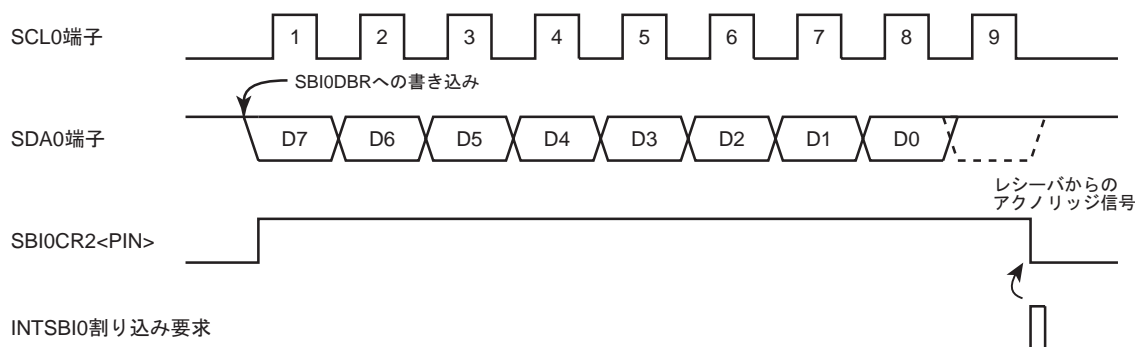 SCL0端子
1 2 3 4 5 6 7 8 9
SBI0DBRへの書き込み
SDA0端子
D7 D6 D5 D4 D3 D2 D1 D0
レシーバからの
アクノリッジ信号
SBI0CR2<PIN>
INTSBI0割り込み要求